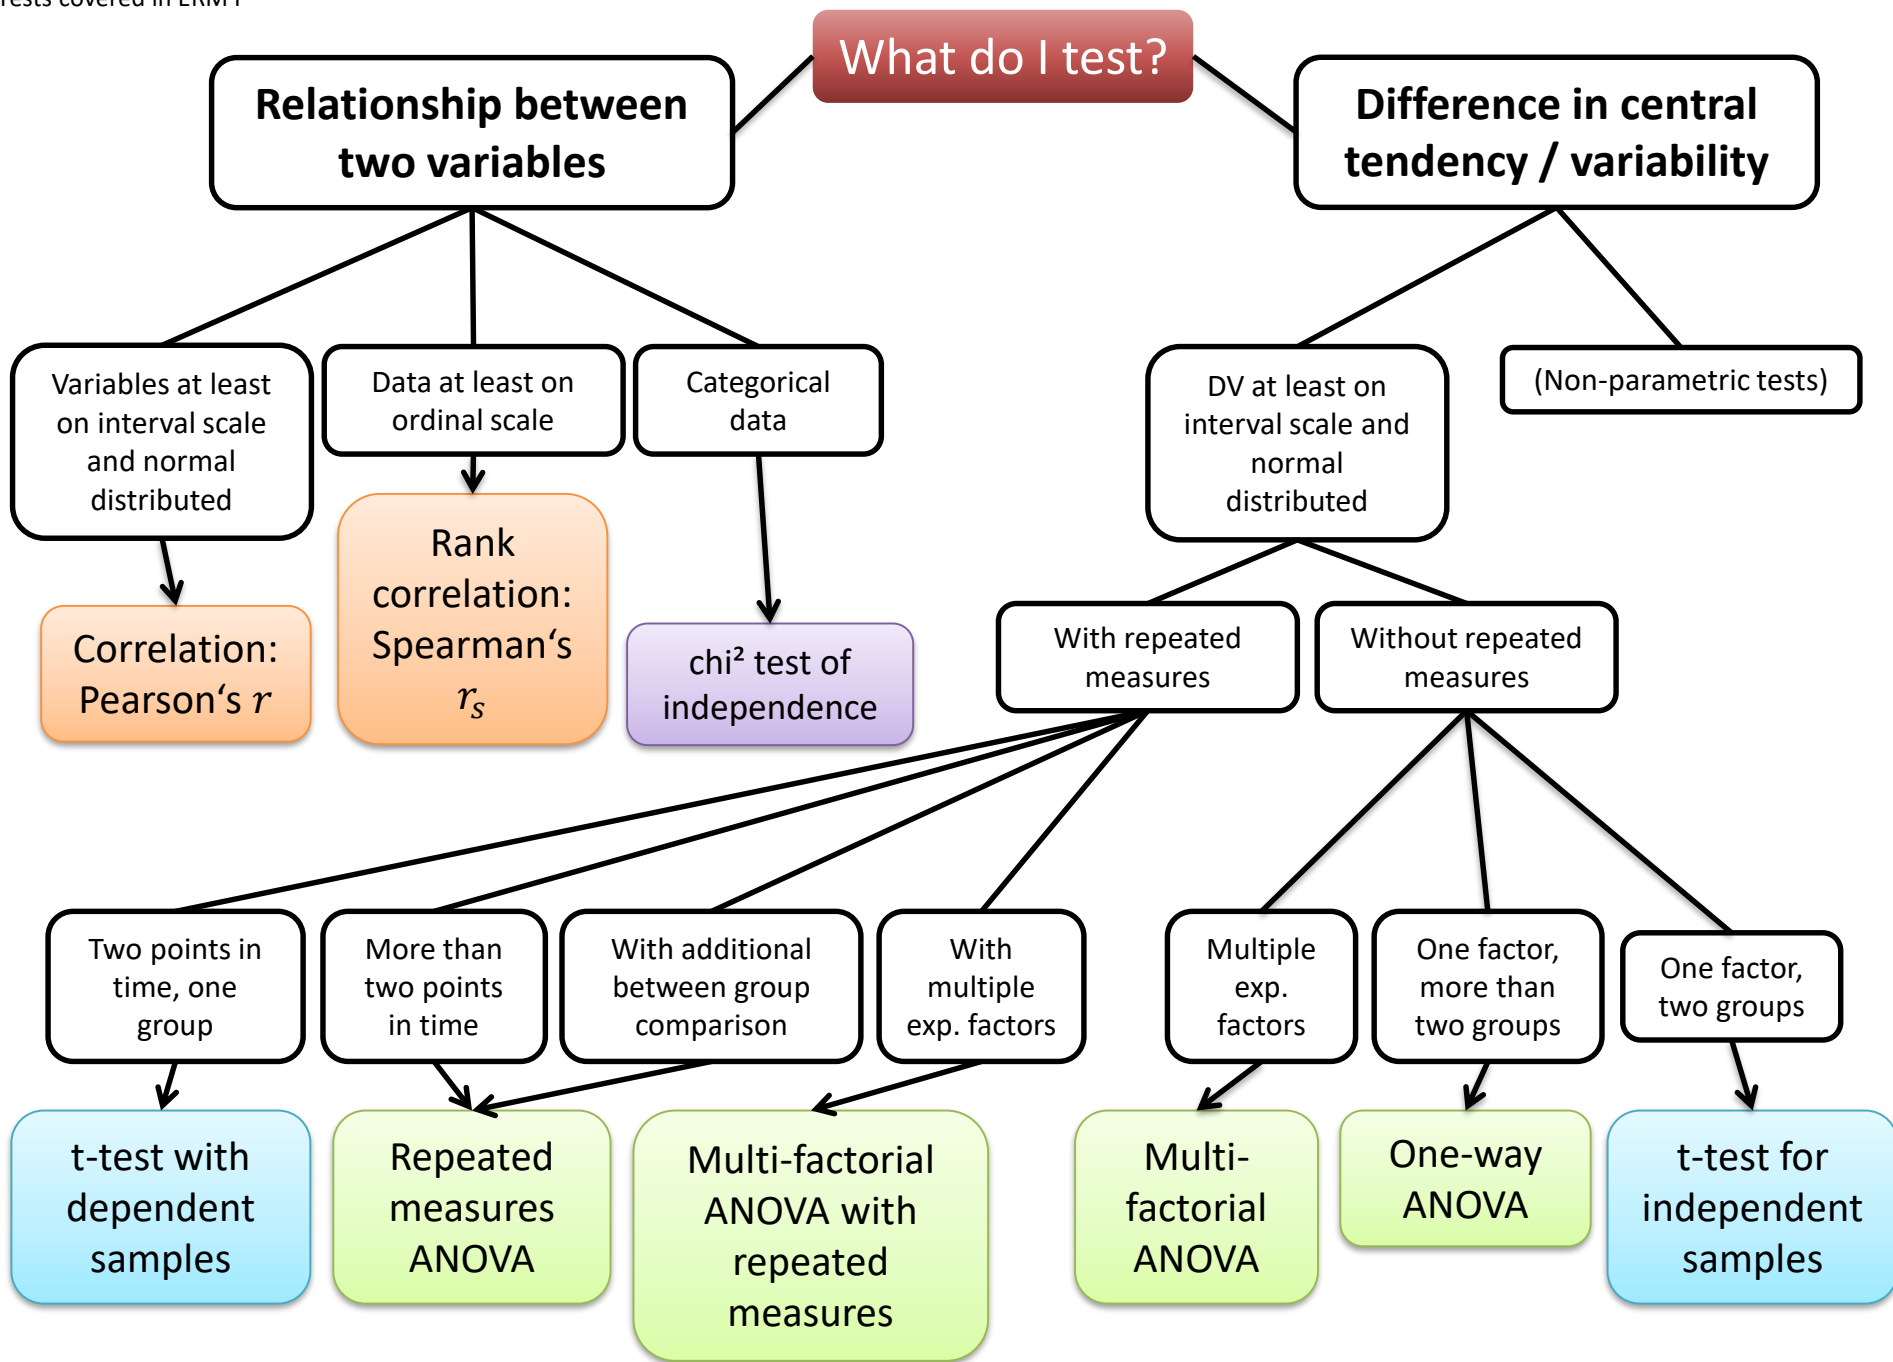 Tests covered in ERM I
What do I test?
Relationship between
two variables
Difference in central
tendency / variability
Variables at least
on interval scale
and normal
distributed
Data at least on
ordinal scale
Categorical
data
DV at least on
interval scale and
normal
distributed
(Non-parametric tests)
Correlation:
Pearson‘s r
Rank
correlation:
Spearman‘s
rₛ
chi² test of
independence
With repeated
measures
Without repeated
measures
Two points in
time, one
group
More than
two points
in time
With additional
between group
comparison
With
multiple
exp. factors
Multiple
exp.
factors
One factor,
more than
two groups
One factor,
two groups
t-test with
dependent
samples
Repeated
measures
ANOVA
Multi-factorial
ANOVA with
repeated
measures
Multi-
factorial
ANOVA
One-way
ANOVA
t-test for
independent
samples